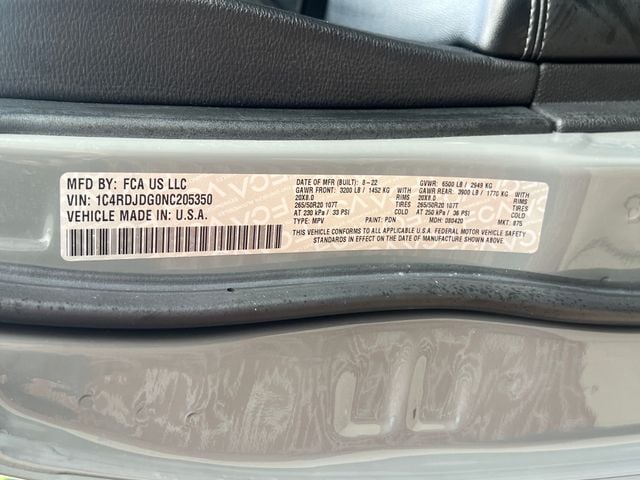 MFD BY: FCA US LLC
VIN: 1C4RDJDG0NC205350
VEHICLE MADE IN: U.S.A.
DATE OF MFR (BUILT): 8-22 GVWR: 6500 LB / 2949 KG
GAWR FRONT: 3200 LB / 1452 KG GAWR REAR: 3900 LB / 1770 KG
20X8.0 RIMS 20X8.0 RIMS
265/50R20 107T TIRES 265/50R20 107T TIRES
AT 230 kPa / 33 PSI COLD AT 250 kPa / 36 PSI COLD
TYPE: MPV PAINT: PDN MDH: 080420 MKT: 875
THIS VEHICLE CONFORMS TO ALL APPLICABLE U.S.A. FEDERAL MOTOR VEHICLE SAFETY
STANDARDS IN EFFECT ON THE DATE OF MANUFACTURE SHOWN ABOVE.